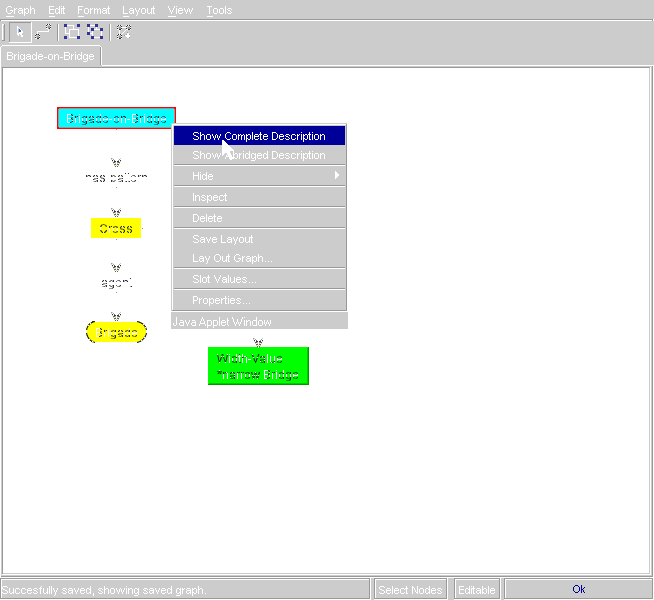 Graph Edit Format Layout View Tools
Brigade-on-Bridge
Brigade-on-Bridge
Show Complete Description
Show Abridged Description
has-pattern
Hide
Inspect
Delete
Cross
Save Layout
Lay Out Graph...
agent
Slot Values...
Properties...
Java Applet Window
Brigade
Width-Value
*narrow Bridge
Succesfully saved, showing saved graph.
Select Nodes
Editable
Ok